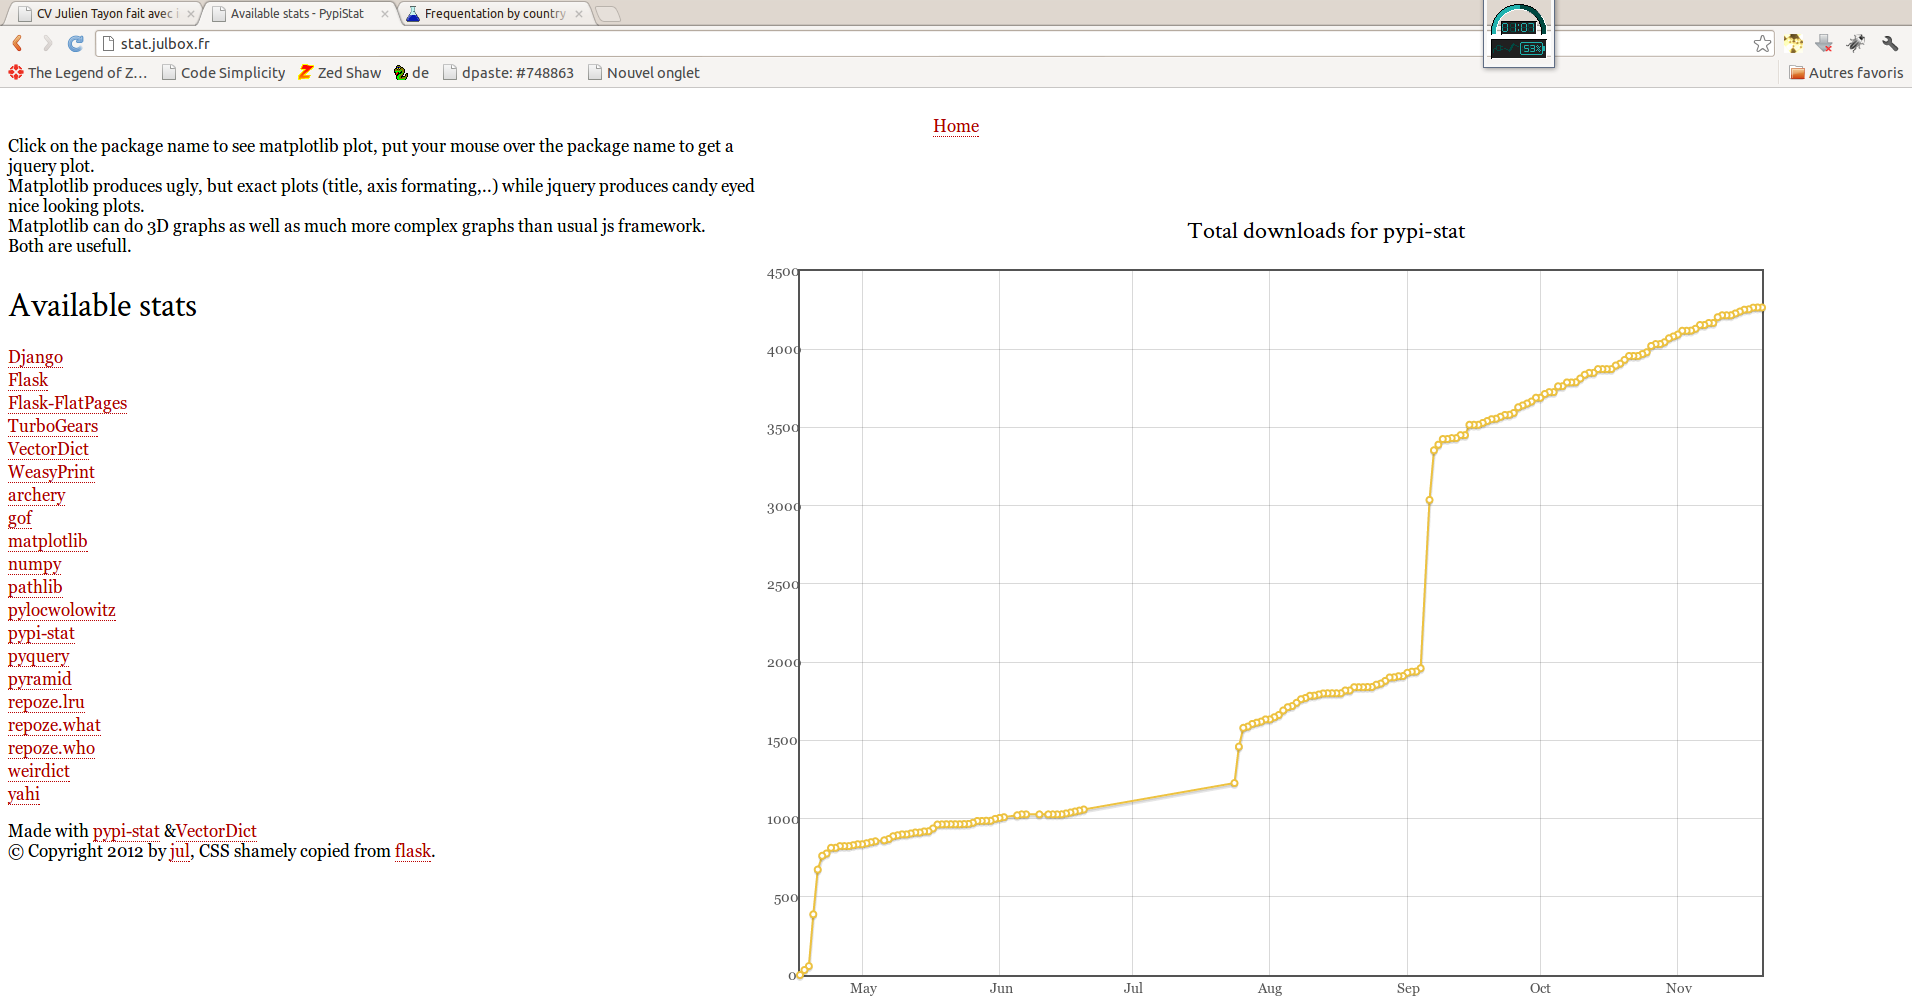 CV Julien Tayon fait avec i
Available stats - PypiStat
Frequentation by country
stat.julbox.fr
01:07
53%
The Legend of Z...
Code Simplicity
Zed Shaw
de
dpaste: #748863
Nouvel onglet
Autres favoris
Home
Click on the package name to see matplotlib plot, put your mouse over the package name to get a
jquery plot.
Matplotlib produces ugly, but exact plots (title, axis formating,..) while jquery produces candy eyed
nice looking plots.
Matplotlib can do 3D graphs as well as much more complex graphs than usual js framework.
Both are usefull.
Available stats
Django
Flask
Flask-FlatPages
TurboGears
VectorDict
WeasyPrint
archery
gof
matplotlib
numpy
pathlib
pylocwolowitz
pypi-stat
pyquery
pyramid
repoze.lru
repoze.what
repoze.who
weirdict
yahi
Made with pypi-stat &VectorDict
© Copyright 2012 by jul, CSS shamely copied from flask.
Total downloads for pypi-stat
4500
4000
3500
3000
2500
2000
1500
1000
500
0
May Jun Jul Aug Sep Oct Nov